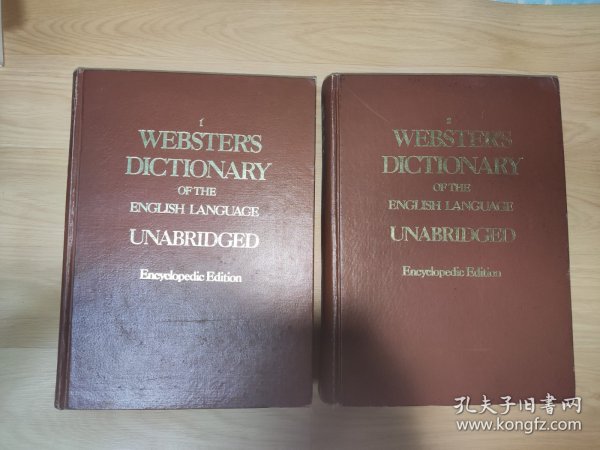 1
WEBSTER'S
DICTIONARY
OF THE
ENGLISH LANGUAGE
UNABRIDGED
Encyclopedic Edition
2
WEBSTER'S
DICTIONARY
OF THE
ENGLISH LANGUAGE
UNABRIDGED
Encyclopedic Edition
孔夫子旧书网
www.kongfz.com